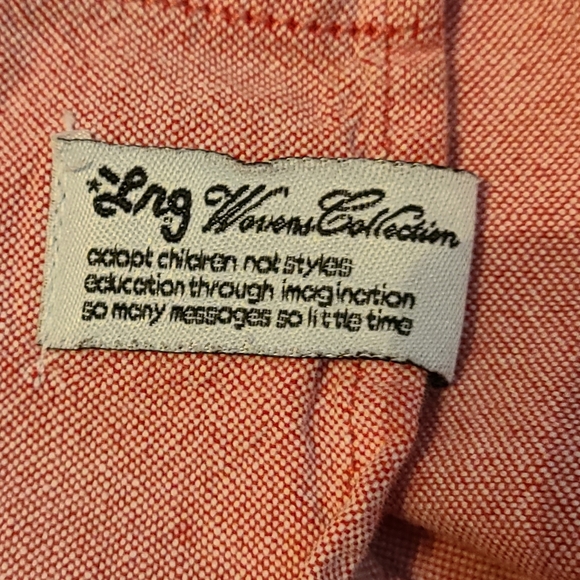 Lrg Wovens Collection
adopt children not styles
education through imagination
so many messages so little time